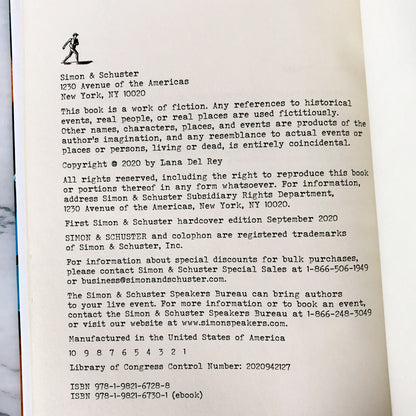 Simon & Schuster
1230 Avenue of the Americas
New York, NY 10020
This book is a work of fiction. Any references to historical
events, real people, or real places are used fictitiously.
Other names, characters, places, and events are products of the
author's imagination, and any resemblance to actual events or
places or persons, living or dead, is entirely coincidental.
Copyright © 2020 by Lana Del Rey
All rights reserved, including the right to reproduce this book
or portions thereof in any form whatsoever. For information,
address Simon & Schuster Subsidiary Rights Department,
1230 Avenue of the Americas, New York, NY 10020.
First Simon & Schuster hardcover edition September 2020
SIMON & SCHUSTER and colophon are registered trademarks
of Simon & Schuster, Inc.
For information about special discounts for bulk purchases,
please contact Simon & Schuster Special Sales at 1-866-506-1949
or business@simonandschuster.com.
The Simon & Schuster Speakers Bureau can bring authors
to your live event. For more information or to book an event,
contact the Simon & Schuster Speakers Bureau at 1-866-248-3049
or visit our website at www.simonspeakers.com.
Manufactured in the United States of America
10 9 8 7 6 5 4 3 2 1
Library of Congress Control Number: 2020942127
ISBN 978-1-9821-6728-8
ISBN 978-1-9821-6730-1 (ebook)